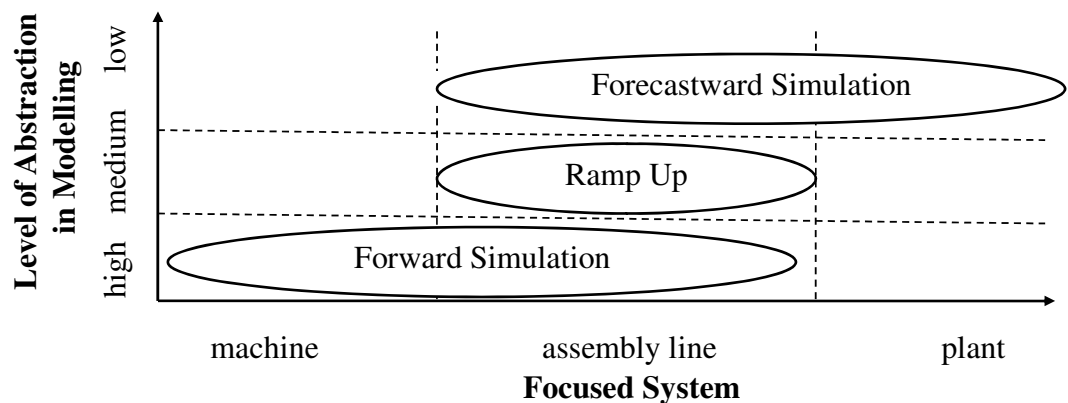 Level of Abstraction
in Modelling
low
medium
high
Forecastward Simulation
Ramp Up
Forward Simulation
machine
assembly line
plant
Focused System